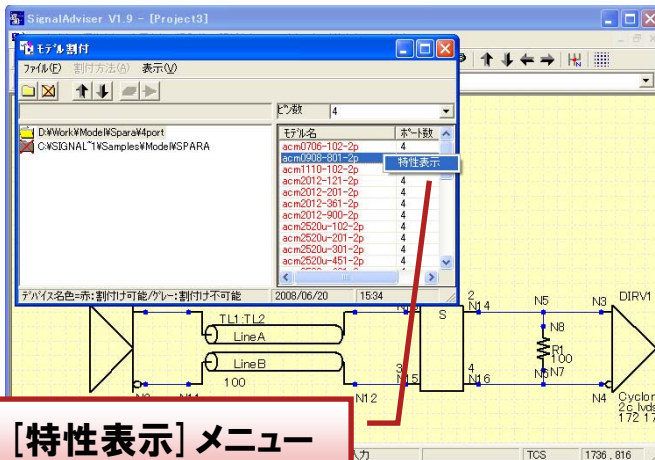 SignalAdviser V1.9 - [Project3]
モデル割付
ファイル(F) 割付方法(A) 表示(V)
ピン数 4
D:¥Work¥Model¥Spara¥4port
C:¥SIGNAL~1¥Samples¥Model¥SPARA
モデル名 ポート数
acm0706-102-2p 4
acm0908-801-2p
特性表示
acm1110-102-2p
acm2012-121-2p 4
acm2012-201-2p 4
acm2012-361-2p 4
acm2012-900-2p 4
acm2520u-102-2p 4
acm2520u-201-2p 4
acm2520u-301-2p 4
acm2520u-451-2p 4
デバイス名色=赤:割付け可能/グレー:割付け不可能 2008/06/20 15:34
TL1:TL2
LineA
LineB
100
S
2
N14
N5
N3
DIRV1
N8
R1
100
N7
3
N15
4
N16
N12
N4
Cyclon
2c_lvds
172 17
[特性表示]メニュー
入力 TCS 1736 , 816